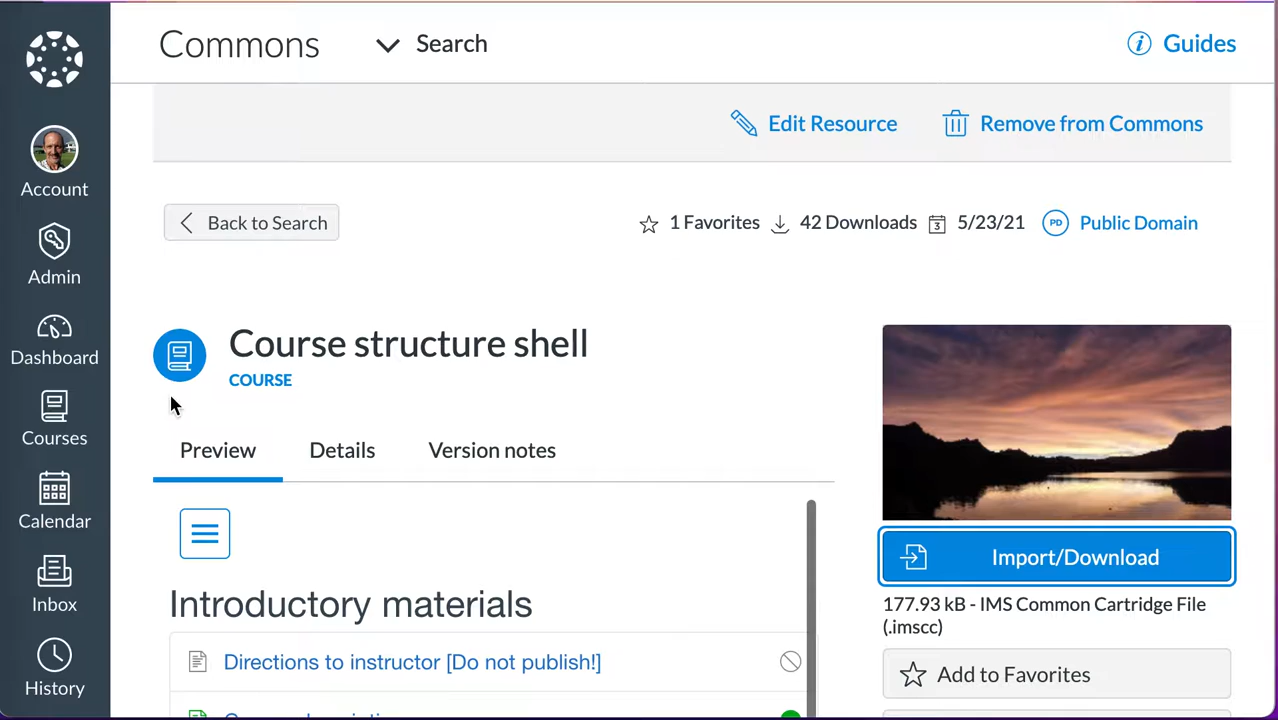 Commons
Search
Guides
Edit Resource
Remove from Commons
Account
Admin
Dashboard
Courses
Calendar
Inbox
History
Back to Search
1 Favorites
42 Downloads
3
5/23/21
PD
Public Domain
Course structure shell
COURSE
Preview
Details
Version notes
Introductory materials
Directions to instructor [Do not publish!]
Import/Download
177.93 kB - IMS Common Cartridge File
(.imscc)
Add to Favorites